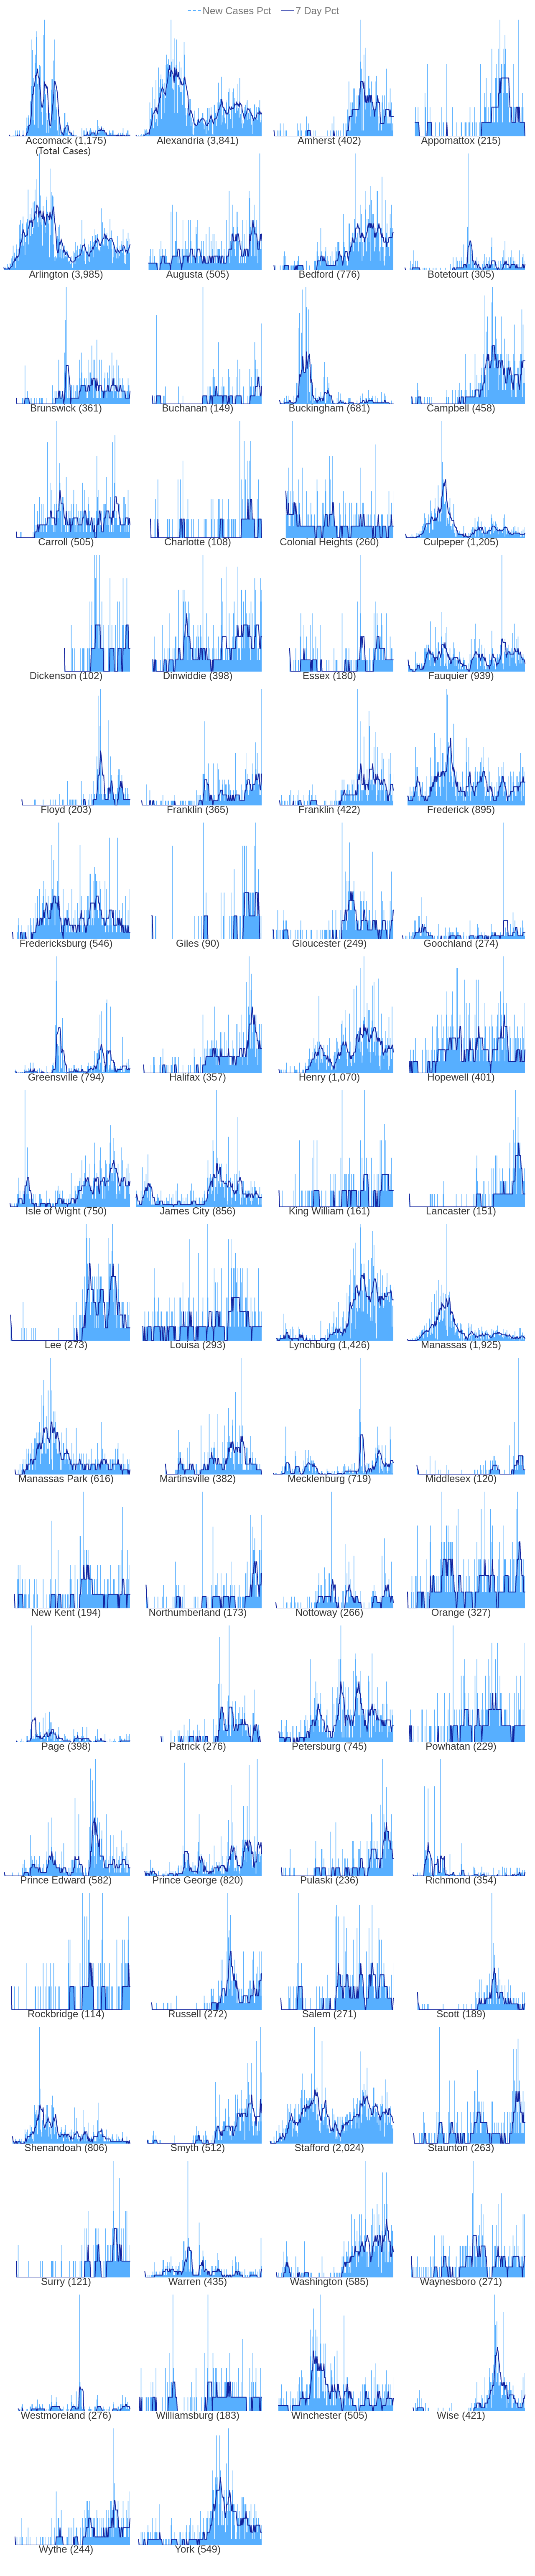 New Cases Pct 7 Day Pct
Accomack (1,175) Alexandria (3,841) Amherst (402) Appomattox (215)
(Total Cases)
Arlington (3,985) Augusta (505) Bedford (776) Botetourt (305)
Brunswick (361) Buchanan (149) Buckingham (681) Campbell (458)
Carroll (505) Charlotte (108) Colonial Heights (260) Culpeper (1,205)
Dickenson (102) Dinwiddie (398) Essex (180) Fauquier (939)
Floyd (203) Franklin (365) Franklin (422) Frederick (895)
Fredericksburg (546) Giles (90) Gloucester (249) Goochland (274)
Greensville (794) Halifax (357) Henry (1,070) Hopewell (401)
Isle of Wight (750) James City (856) King William (161) Lancaster (151)
Lee (273) Louisa (293) Lynchburg (1,426) Manassas (1,925)
Manassas Park (616) Martinsville (382) Mecklenburg (719) Middlesex (120)
New Kent (194) Northumberland (173) Nottoway (266) Orange (327)
Page (398) Patrick (276) Petersburg (745) Powhatan (229)
Prince Edward (582) Prince George (820) Pulaski (236) Richmond (354)
Rockbridge (114) Russell (272) Salem (271) Scott (189)
Shenandoah (806) Smyth (512) Stafford (2,024) Staunton (263)
Surry (121) Warren (435) Washington (585) Waynesboro (271)
Westmoreland (276) Williamsburg (183) Winchester (505) Wise (421)
Wythe (244) York (549)